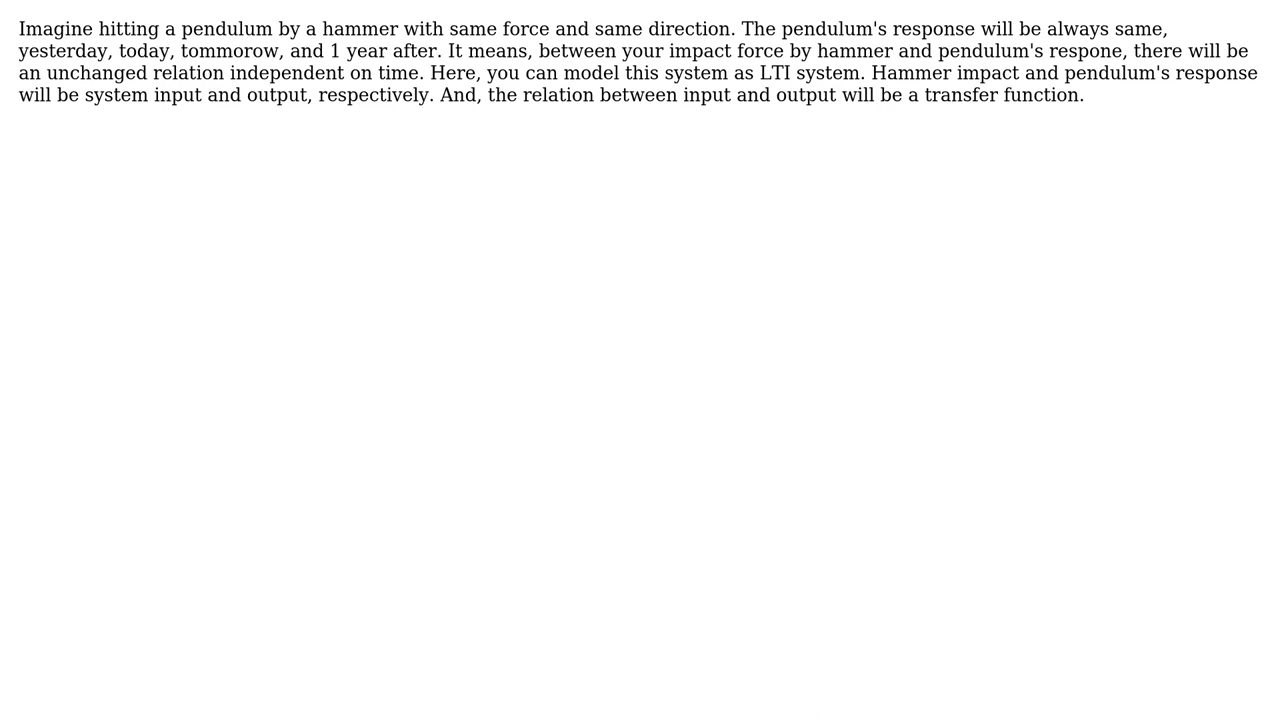 Imagine hitting a pendulum by a hammer with same force and same direction. The pendulum's response will be always same,
yesterday, today, tommorow, and 1 year after. It means, between your impact force by hammer and pendulum's respone, there will be
an unchanged relation independent on time. Here, you can model this system as LTI system. Hammer impact and pendulum's response
will be system input and output, respectively. And, the relation between input and output will be a transfer function.